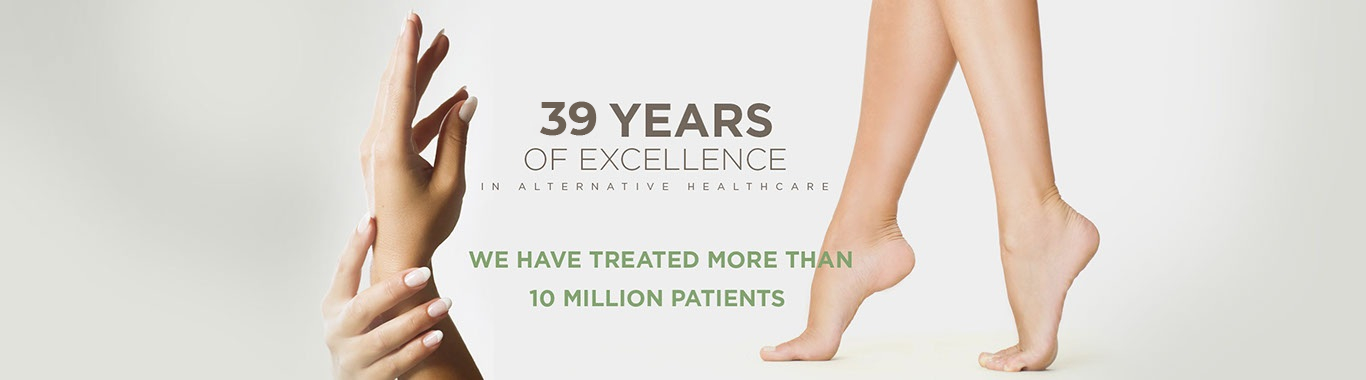 39 YEARS
OF EXCELLENCE
IN ALTERNATIVE HEALTHCARE
WE HAVE TREATED MORE THAN
10 MILLION PATIENTS